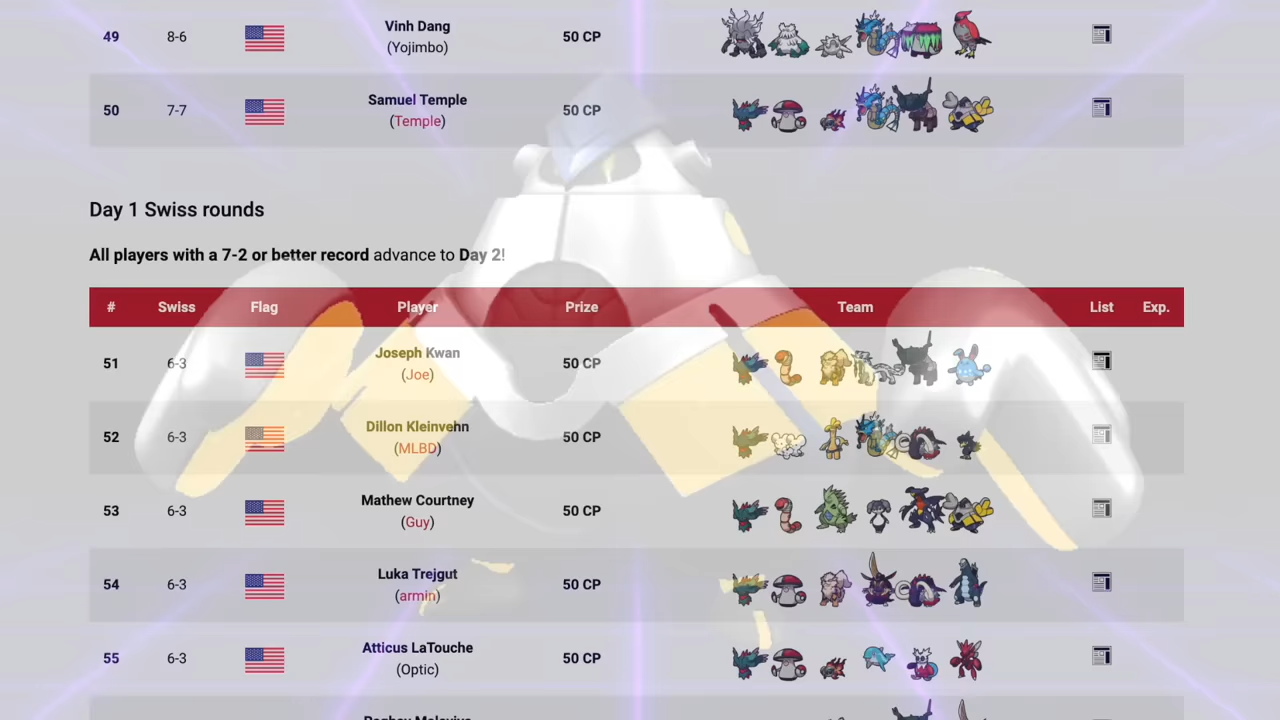 49 8-6 Vinh Dang (Yojimbo) 50 CP
50 7-7 Samuel Temple (Temple) 50 CP
Day 1 Swiss rounds
All players with a 7-2 or better record advance to Day 2!
# Swiss Flag Player Prize Team List Exp.
51 6-3 Joseph Kwan (Joe) 50 CP
52 6-3 Dillon Kleinvehn (MLBD) 50 CP
53 6-3 Mathew Courtney (Guy) 50 CP
54 6-3 Luka Trejgut (armin) 50 CP
55 6-3 Atticus LaTouche (Optic) 50 CP